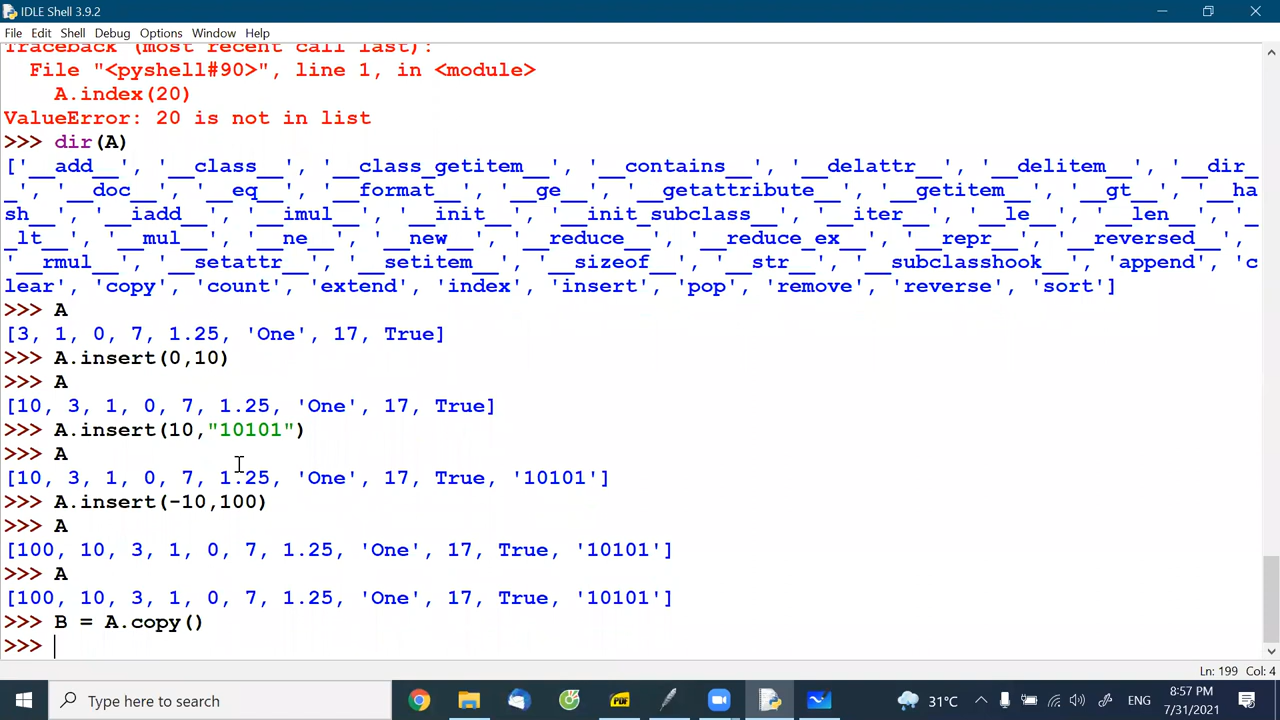 IDLE Shell 3.9.2
File Edit Shell Debug Options Window Help
Traceback (most recent call last):
  File "<pyshell#90>", line 1, in <module>
    A.index(20)
ValueError: 20 is not in list
>>> dir(A)
['__add__', '__class__', '__class_getitem__', '__contains__', '__delattr__', '__delitem__', '__dir_
_', '__doc__', '__eq__', '__format__', '__ge__', '__getattribute__', '__getitem__', '__gt__', '__ha
sh__', '__iadd__', '__imul__', '__init__', '__init_subclass__', '__iter__', '__le__', '__len__', '_
_lt__', '__mul__', '__ne__', '__new__', '__reduce__', '__reduce_ex__', '__repr__', '__reversed__', 
'__rmul__', '__setattr__', '__setitem__', '__sizeof__', '__str__', '__subclasshook__', 'append', 'c
lear', 'copy', 'count', 'extend', 'index', 'insert', 'pop', 'remove', 'reverse', 'sort']
>>> A
[3, 1, 0, 7, 1.25, 'One', 17, True]
>>> A.insert(0,10)
>>> A
[10, 3, 1, 0, 7, 1.25, 'One', 17, True]
>>> A.insert(10,"10101")
>>> A
[10, 3, 1, 0, 7, 1.25, 'One', 17, True, '10101']
>>> A.insert(-10,100)
>>> A
[100, 10, 3, 1, 0, 7, 1.25, 'One', 17, True, '10101']
>>> A
[100, 10, 3, 1, 0, 7, 1.25, 'One', 17, True, '10101']
>>> B = A.copy()
>>>
Ln: 199 Col: 4
Type here to search
PDF
31°C
ENG
8:57 PM
7/31/2021